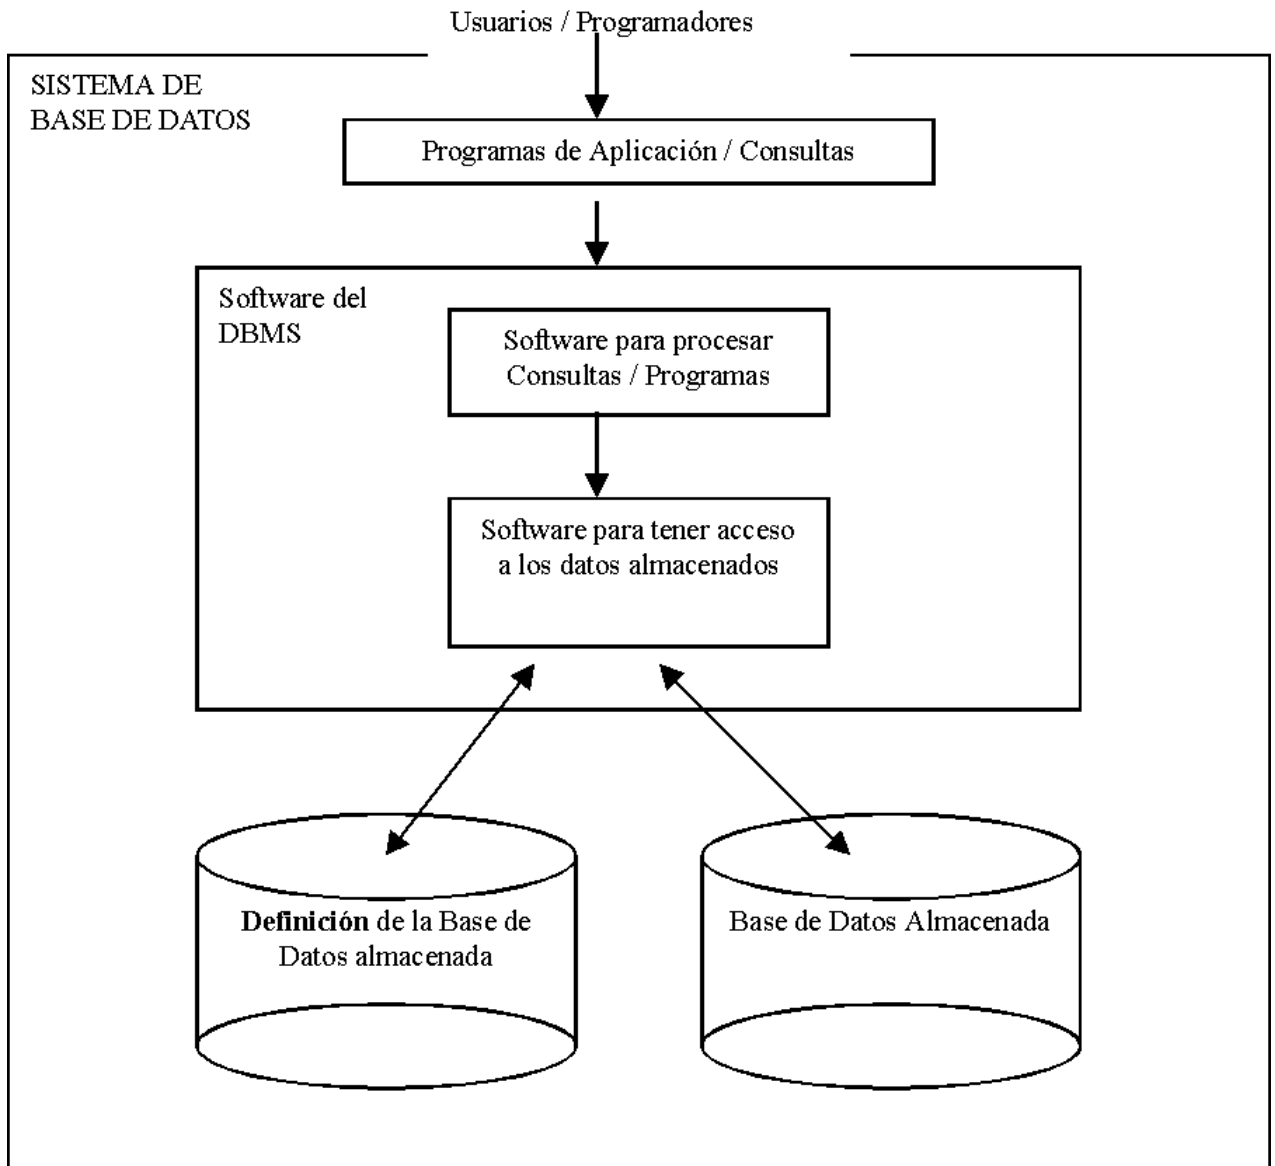 Usuarios / Programadores
SISTEMA DE
BASE DE DATOS
Programas de Aplicación / Consultas
Software del
DBMS
Software para procesar
Consultas / Programas
Software para tener acceso
a los datos almacenados
Definición de la Base de
Datos almacenada
Base de Datos Almacenada